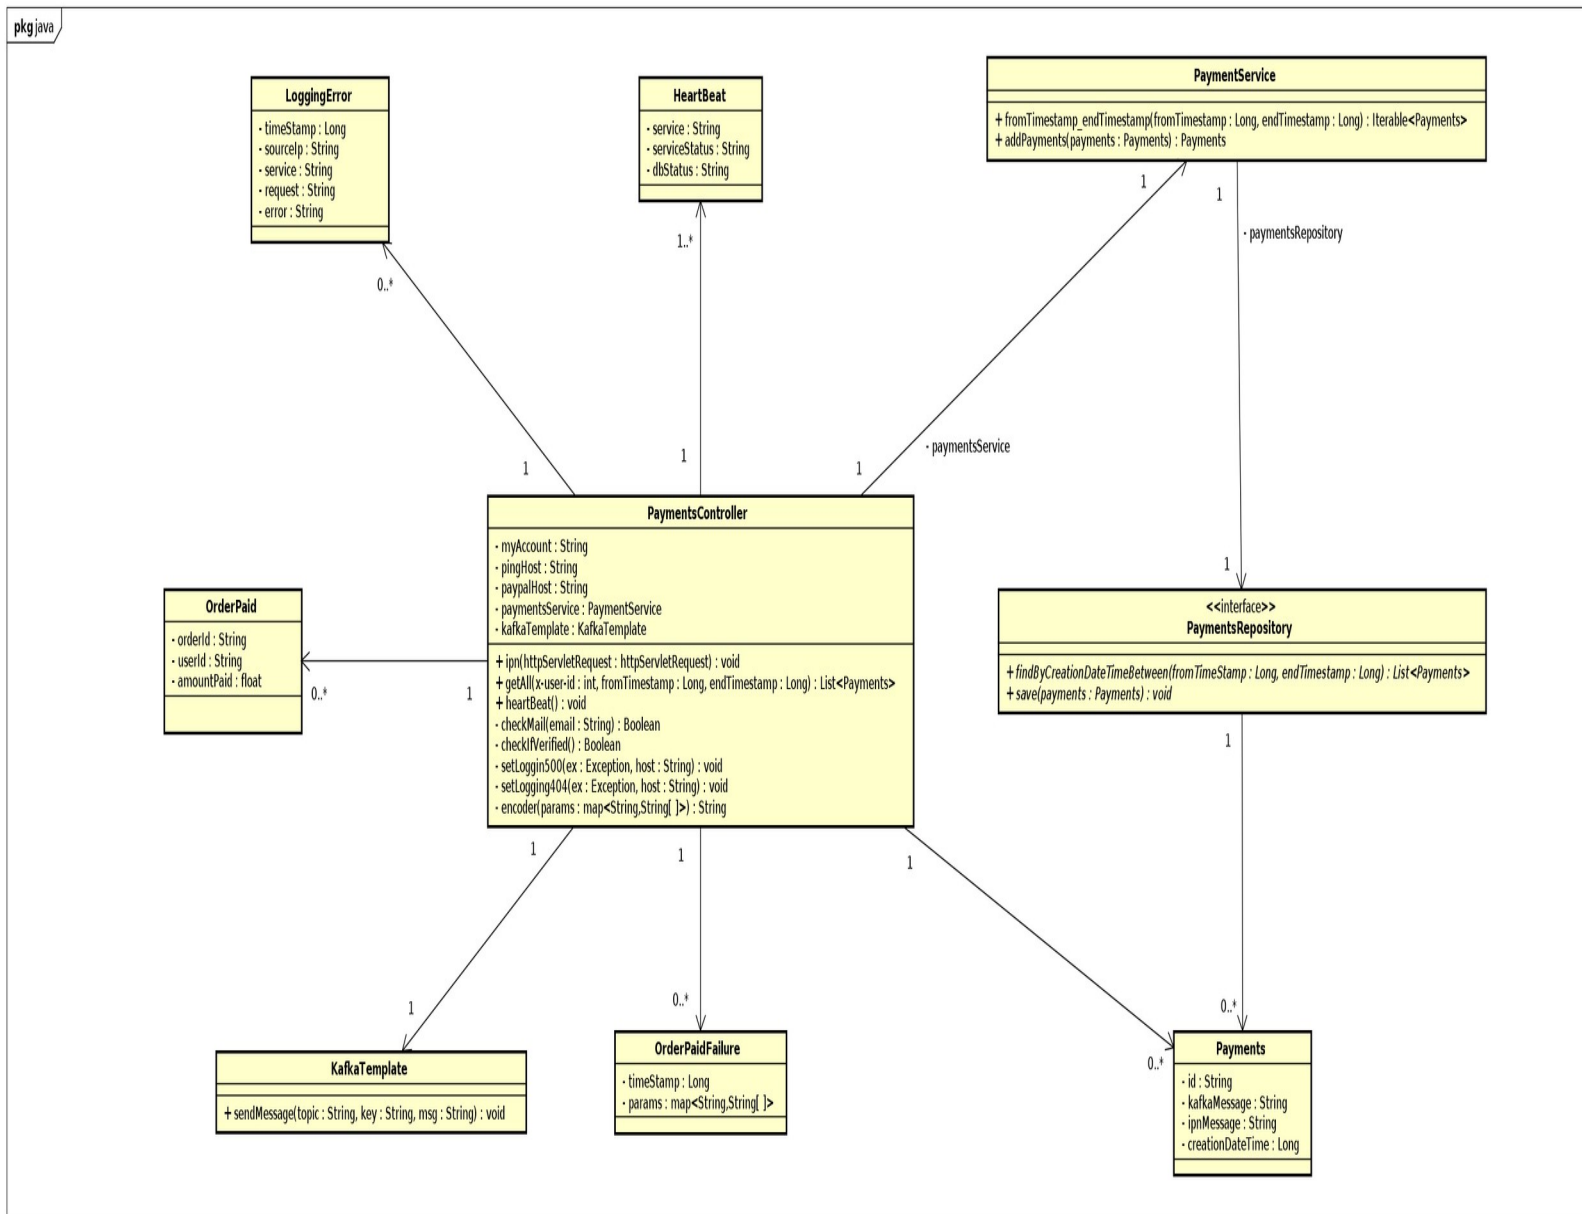 pkg java
LoggingError
- timeStamp : Long
- sourceIp : String
- service : String
- request : String
- error : String
HeartBeat
- service : String
- serviceStatus : String
- dbStatus : String
PaymentService
+ fromTimestamp_endTimestamp(fromTimestamp : Long, endTimestamp : Long) : Iterable<Payments>
+ addPayments(payments : Payments) : Payments
1
1
- paymentsRepository
1..*
0..*
- paymentsService
1
1
1
PaymentsController
- myAccount : String
- pingHost : String
- paypalHost : String
- paymentsService : PaymentService
- kafkaTemplate : KafkaTemplate
+ ipn(httpServletRequest : httpServletRequest) : void
+ getAll(x-user-id : int, fromTimestamp : Long, endTimestamp : Long) : List<Payments>
+ heartBeat() : void
- checkMail(email : String) : Boolean
- checkIfVerified() : Boolean
- setLoggin500(ex : Exception, host : String) : void
- setLogging404(ex : Exception, host : String) : void
- encoder(params : map<String,String[ ]>) : String
OrderPaid
- orderId : String
- userId : String
- amountPaid : float
0..*
1
1
<<interface>>
PaymentsRepository
+ findByCreationDateTimeBetween(fromTimeStamp : Long, endTimestamp : Long) : List<Payments>
+ save(payments : Payments) : void
1
1
1
1
1
0..*
0..*
0..*
KafkaTemplate
+ sendMessage(topic : String, key : String, msg : String) : void
OrderPaidFailure
- timeStamp : Long
- params : map<String,String[ ]>
Payments
- id : String
- kafkaMessage : String
- ipnMessage : String
- creationDateTime : Long